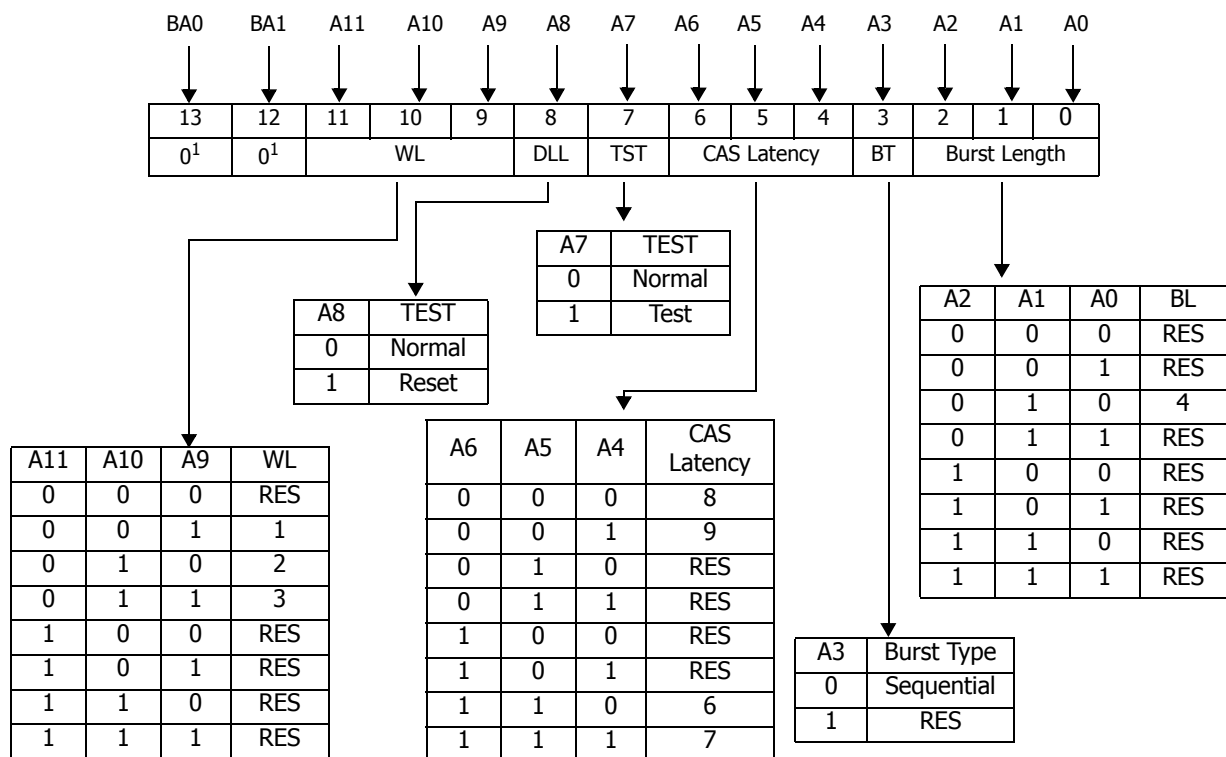 BA0 BA1 A11 A10 A9 A8 A7 A6 A5 A4 A3 A2 A1 A0
13 12 11 10 9 8 7 6 5 4 3 2 1 0
0¹ 0¹ WL DLL TST CAS Latency BT Burst Length
A7 TEST
0 Normal
1 Test
A8 TEST
0 Normal
1 Reset
A2 A1 A0 BL
0 0 0 RES
0 0 1 RES
0 1 0 4
0 1 1 RES
1 0 0 RES
1 0 1 RES
1 1 0 RES
1 1 1 RES
A11 A10 A9 WL
0 0 0 RES
0 0 1 1
0 1 0 2
0 1 1 3
1 0 0 RES
1 0 1 RES
1 1 0 RES
1 1 1 RES
A6 A5 A4 CAS
Latency
0 0 0 8
0 0 1 9
0 1 0 RES
0 1 1 RES
1 0 0 RES
1 0 1 RES
1 1 0 6
1 1 1 7
A3 Burst Type
0 Sequential
1 RES